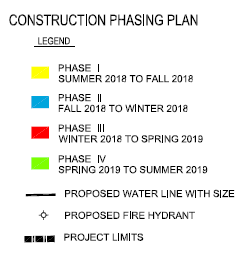 CONSTRUCTION PHASING PLAN
LEGEND
PHASE I
SUMMER 2018 TO FALL 2018
PHASE II
FALL 2018 TO WINTER 2018
PHASE III
WINTER 2018 TO SPRING 2019
PHASE IV
SPRING 2019 TO SUMMER 2019
PROPOSED WATER LINE WITH SIZE
PROPOSED FIRE HYDRANT
PROJECT LIMITS